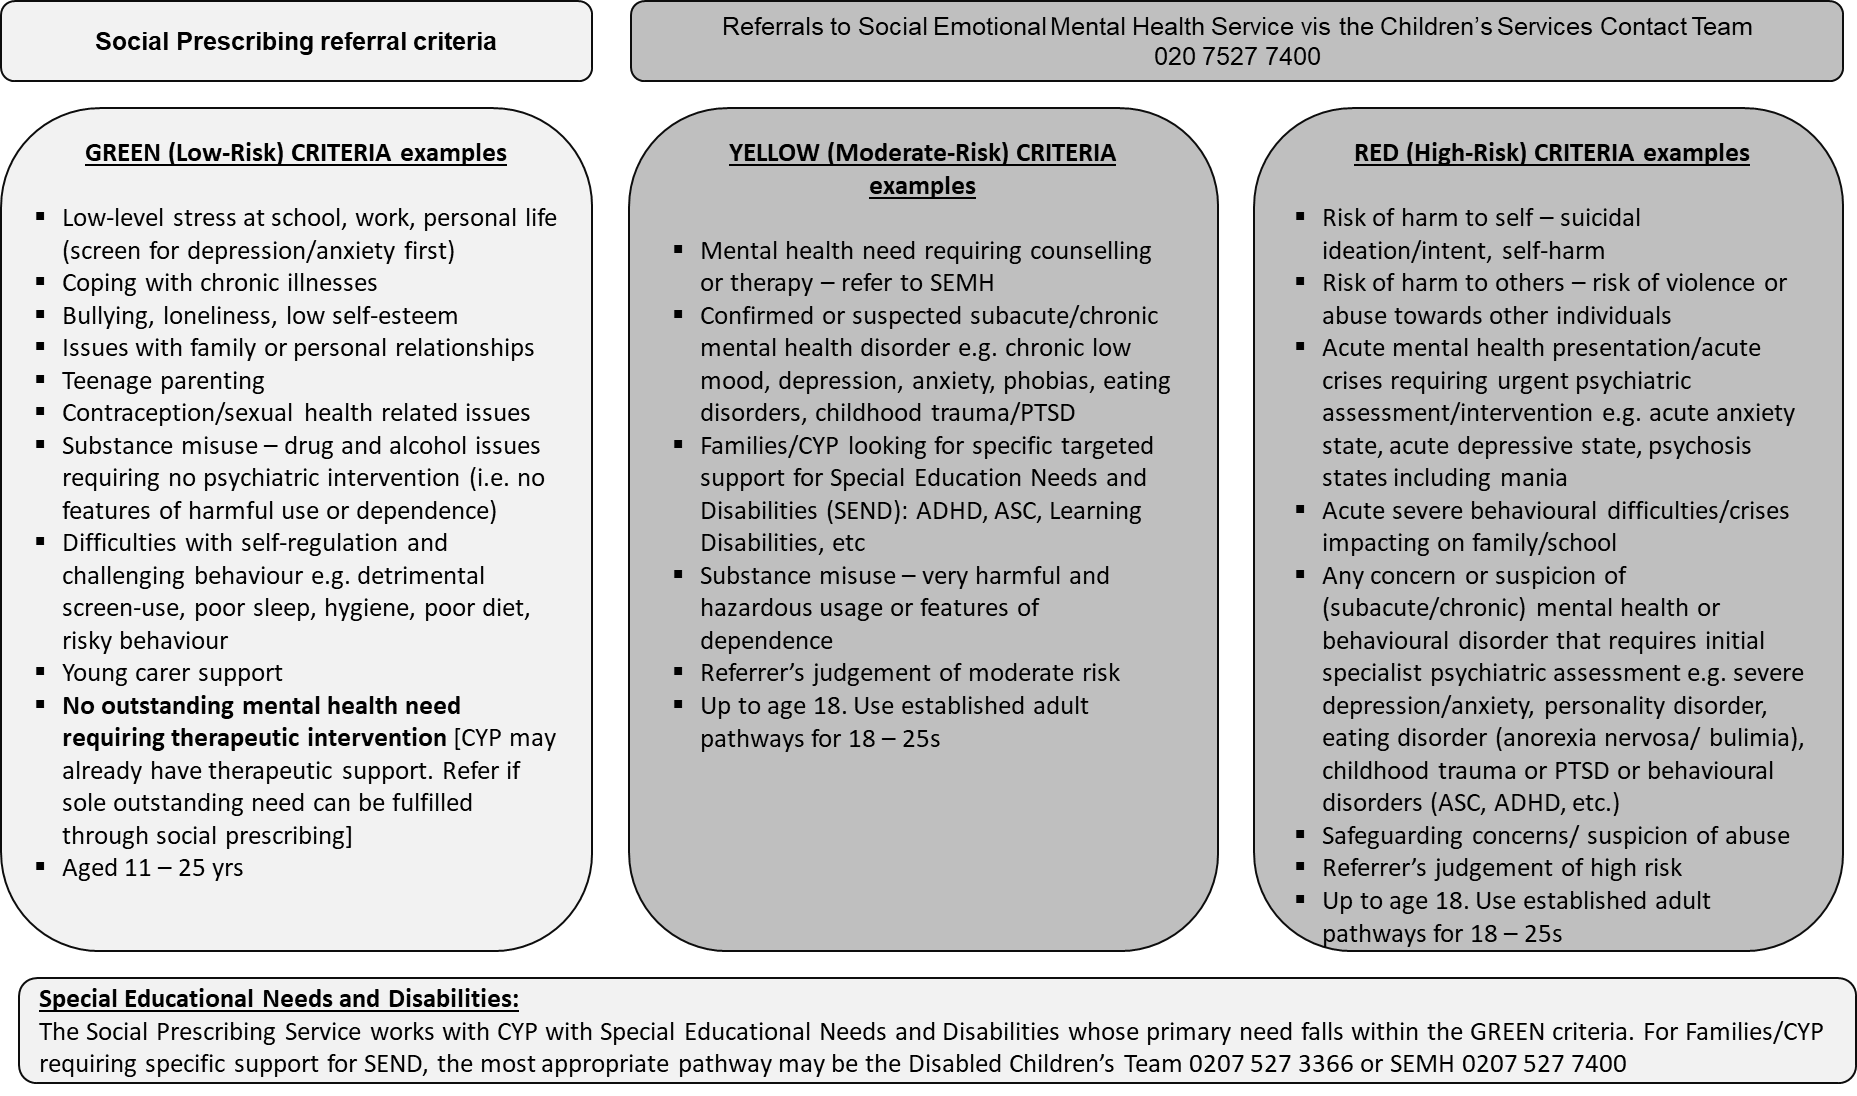 Social Prescribing referral criteria
Referrals to Social Emotional Mental Health Service vis the Children's Services Contact Team
020 7527 7400
GREEN (Low-Risk) CRITERIA examples
▪ Low-level stress at school, work, personal life
(screen for depression/anxiety first)
▪ Coping with chronic illnesses
▪ Bullying, loneliness, low self-esteem
▪ Issues with family or personal relationships
▪ Teenage parenting
▪ Contraception/sexual health related issues
▪ Substance misuse – drug and alcohol issues
requiring no psychiatric intervention (i.e. no
features of harmful use or dependence)
▪ Difficulties with self-regulation and
challenging behaviour e.g. detrimental
screen-use, poor sleep, hygiene, poor diet,
risky behaviour
▪ Young carer support
▪ No outstanding mental health need
requiring therapeutic intervention [CYP may
already have therapeutic support. Refer if
sole outstanding need can be fulfilled
through social prescribing]
▪ Aged 11 – 25 yrs
YELLOW (Moderate-Risk) CRITERIA
examples
▪ Mental health need requiring counselling
or therapy – refer to SEMH
▪ Confirmed or suspected subacute/chronic
mental health disorder e.g. chronic low
mood, depression, anxiety, phobias, eating
disorders, childhood trauma/PTSD
▪ Families/CYP looking for specific targeted
support for Special Education Needs and
Disabilities (SEND): ADHD, ASC, Learning
Disabilities, etc
▪ Substance misuse – very harmful and
hazardous usage or features of
dependence
▪ Referrer's judgement of moderate risk
▪ Up to age 18. Use established adult
pathways for 18 – 25s
RED (High-Risk) CRITERIA examples
▪ Risk of harm to self – suicidal
ideation/intent, self-harm
▪ Risk of harm to others – risk of violence or
abuse towards other individuals
▪ Acute mental health presentation/acute
crises requiring urgent psychiatric
assessment/intervention e.g. acute anxiety
state, acute depressive state, psychosis
states including mania
▪ Acute severe behavioural difficulties/crises
impacting on family/school
▪ Any concern or suspicion of
(subacute/chronic) mental health or
behavioural disorder that requires initial
specialist psychiatric assessment e.g. severe
depression/anxiety, personality disorder,
eating disorder (anorexia nervosa/ bulimia),
childhood trauma or PTSD or behavioural
disorders (ASC, ADHD, etc.)
▪ Safeguarding concerns/ suspicion of abuse
▪ Referrer's judgement of high risk
▪ Up to age 18. Use established adult
pathways for 18 – 25s
Special Educational Needs and Disabilities:
The Social Prescribing Service works with CYP with Special Educational Needs and Disabilities whose primary need falls within the GREEN criteria. For Families/CYP
requiring specific support for SEND, the most appropriate pathway may be the Disabled Children's Team 0207 527 3366 or SEMH 0207 527 7400